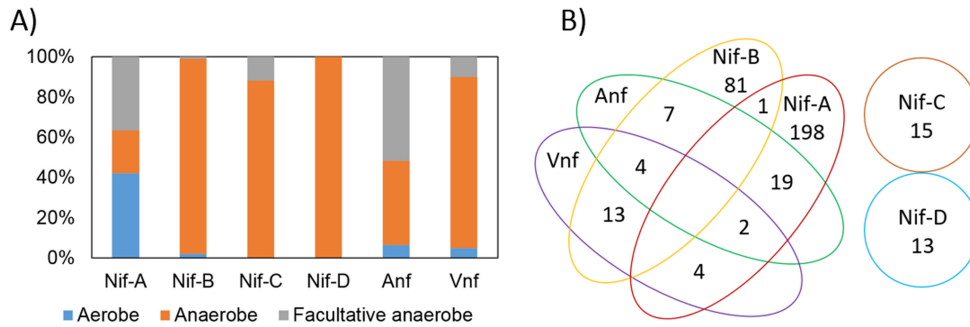 A)
100%
80%
60%
40%
20%
0%
Nif-A Nif-B Nif-C Nif-D Anf Vnf
Aerobe Anaerobe Facultative anaerobe
B)
Nif-B
81
1
Nif-A
198
Anf
7
Vnf
4
19
13
2
4
Nif-C
15
Nif-D
13